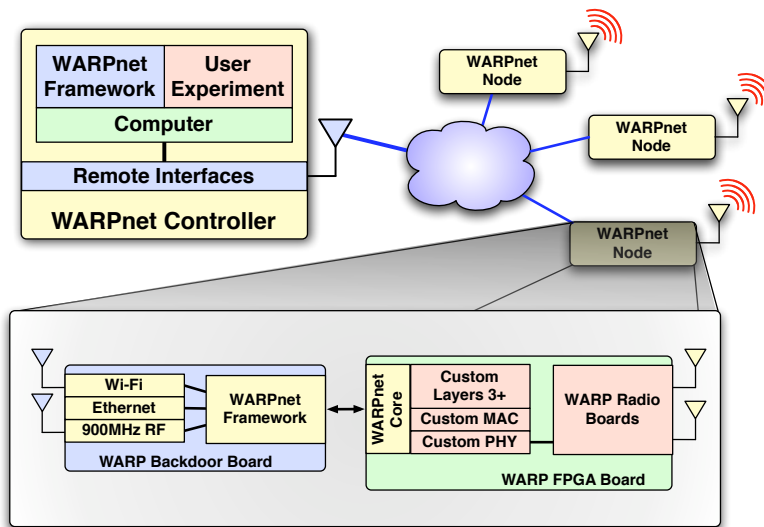 WARPnet
Framework
User
Experiment
Computer
Remote Interfaces
WARPnet Controller
WARPnet
Node
WARPnet
Node
WARPnet
Node
Wi-Fi
Ethernet
900MHz RF
WARPnet
Framework
WARP Backdoor Board
WARPnet
Core
Custom
Layers 3+
Custom MAC
Custom PHY
WARP Radio
Boards
WARP FPGA Board